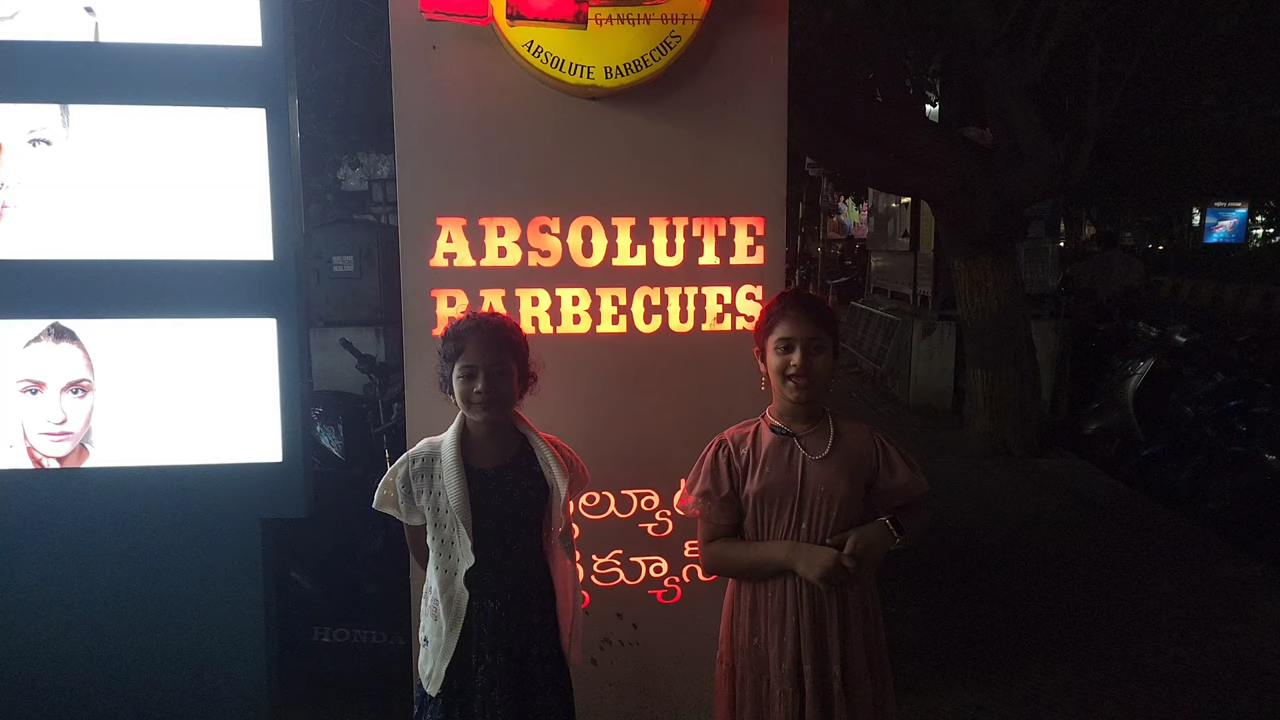 GANGIN' OUT!
ABSOLUTE BARBECUES
ABSOLUTE
BARBECUES
ల్యూ
క్యూస్
HONDA